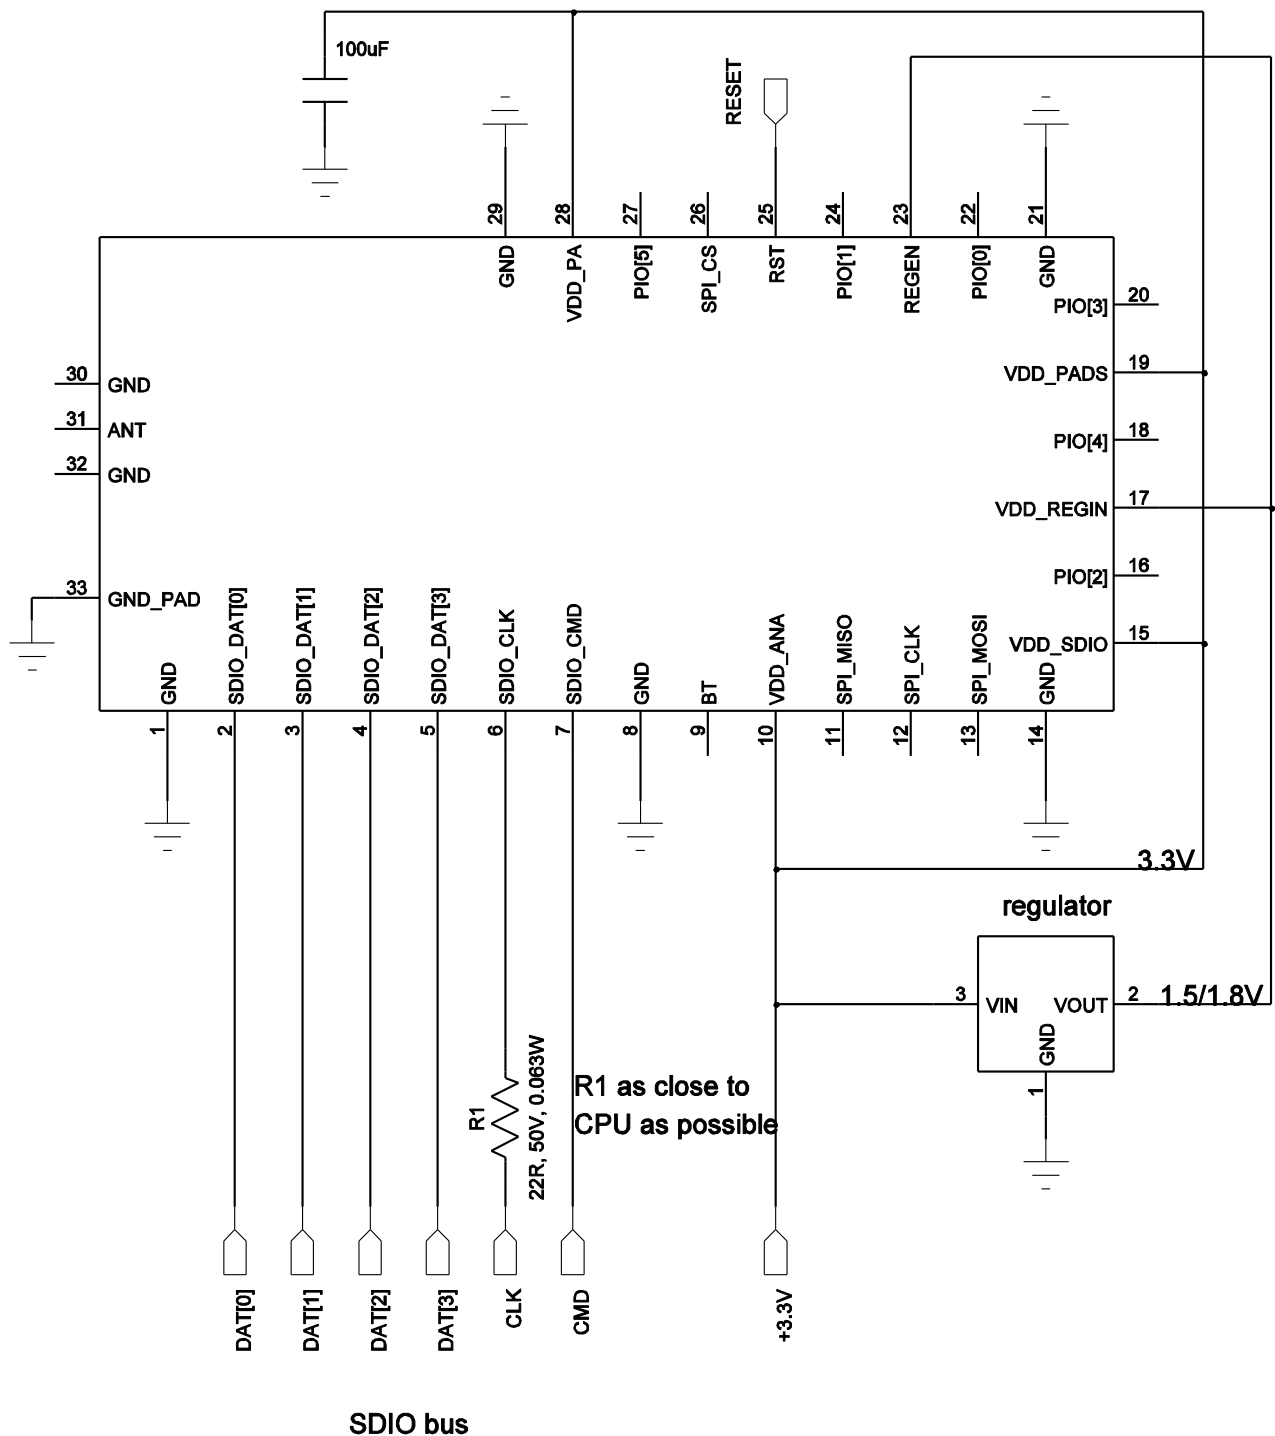 100uF
RESET
29
28
27
26
25
24
23
22
21
GND
VDD_PA
PIO[5]
SPI_CS
RST
PIO[1]
REGEN
PIO[0]
GND
PIO[3]
20
VDD_PADS
19
PIO[4]
18
VDD_REGIN
17
PIO[2]
16
VDD_SDIO
15
30
GND
31
ANT
32
GND
33
GND_PAD
GND
SDIO_DAT[0]
SDIO_DAT[1]
SDIO_DAT[2]
SDIO_DAT[3]
SDIO_CLK
SDIO_CMD
GND
BT
VDD_ANA
SPI_MISO
SPI_CLK
SPI_MOSI
GND
1
2
3
4
5
6
7
8
9
10
11
12
13
14
3.3V
regulator
3
VIN
VOUT
2
1.5/1.8V
GND
1
R1
22R, 50V, 0.063W
R1 as close to
CPU as possible
DAT[0]
DAT[1]
DAT[2]
DAT[3]
CLK
CMD
+3.3V
SDIO bus